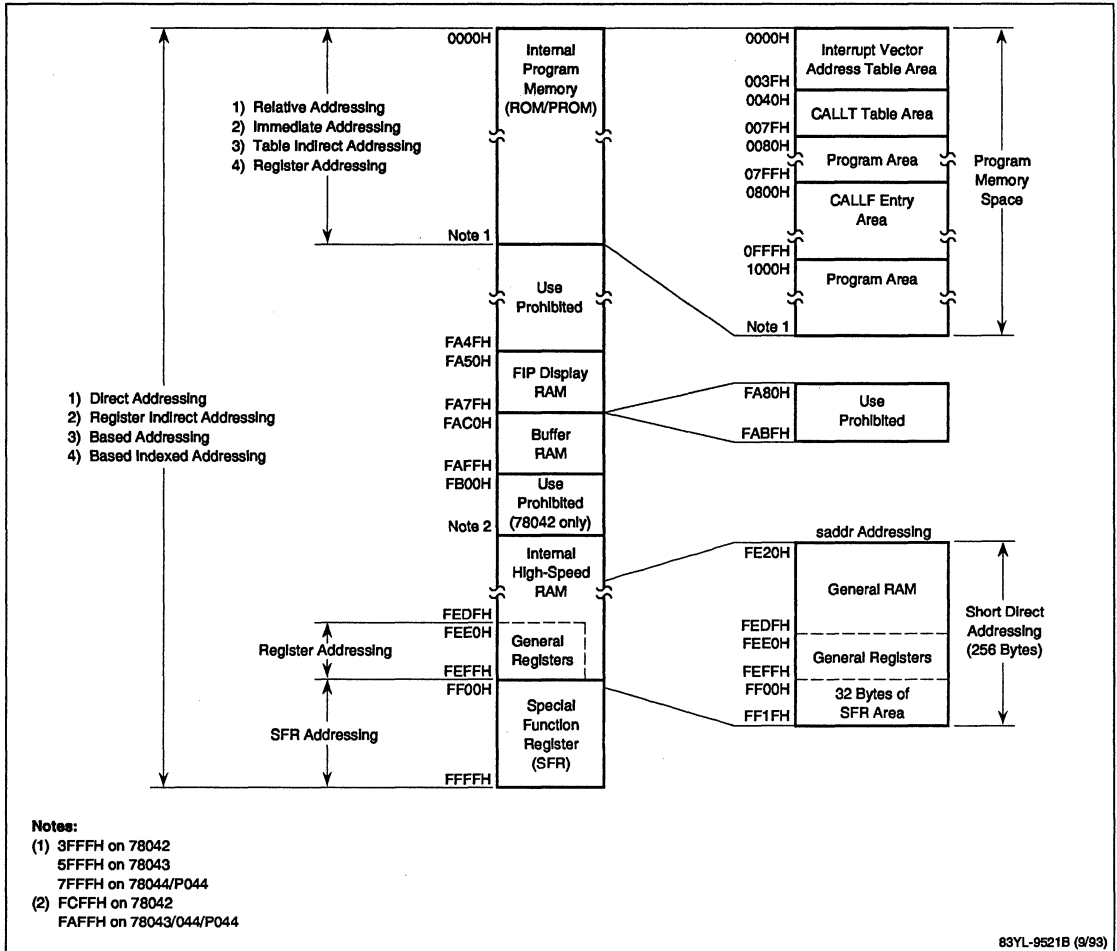 0000H
Internal
Program
Memory
(ROM/PROM)
1) Relative Addressing
2) Immediate Addressing
3) Table Indirect Addressing
4) Register Addressing
Note 1
Use
Prohibited
FA4FH
FA50H
FIP Display
RAM
FA7FH
FAC0H
Buffer
RAM
FAFFH
FB00H
Use
Prohibited
(78042 only)
Note 2
Internal
High-Speed
RAM
FEDFH
FEE0H
General
Registers
FEFFH
FF00H
Special
Function
Register
(SFR)
FFFFH
1) Direct Addressing
2) Register Indirect Addressing
3) Based Addressing
4) Based Indexed Addressing
Register Addressing
SFR Addressing
0000H
Interrupt Vector
Address Table Area
003FH
0040H
CALLT Table Area
007FH
0080H
Program Area
07FFH
0800H
CALLF Entry
Area
0FFFH
1000H
Program Area
Note 1
Program
Memory
Space
FA80H
Use
Prohibited
FABFH
saddr Addressing
FE20H
General RAM
FEDFH
FEE0H
General Registers
FEFFH
FF00H
32 Bytes of
SFR Area
FF1FH
Short Direct
Addressing
(256 Bytes)
Notes:
(1) 3FFFH on 78042
5FFFH on 78043
7FFFH on 78044/P044
(2) FCFFH on 78042
FAFFH on 78043/044/P044
83YL-9521B (9/93)